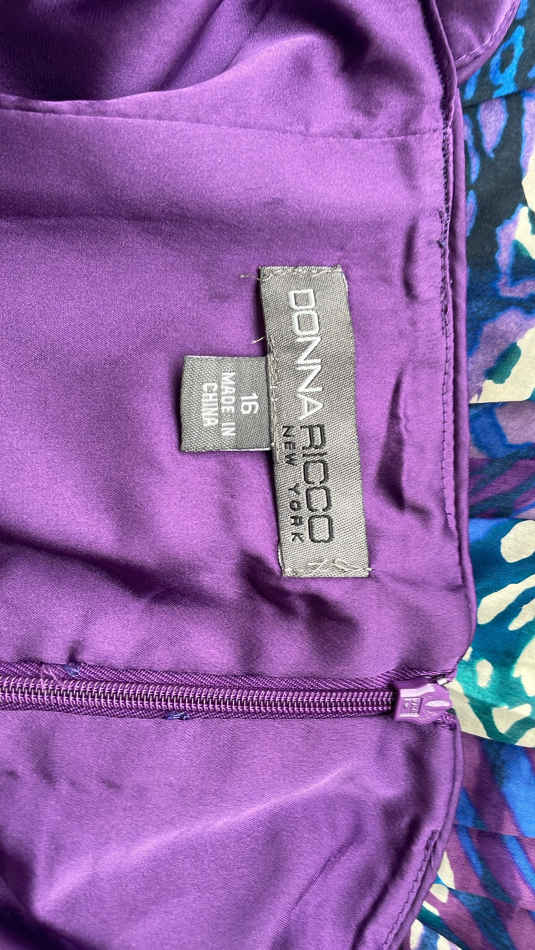 DONNA RICCO
NEW YORK
16
MADE IN
CHINA